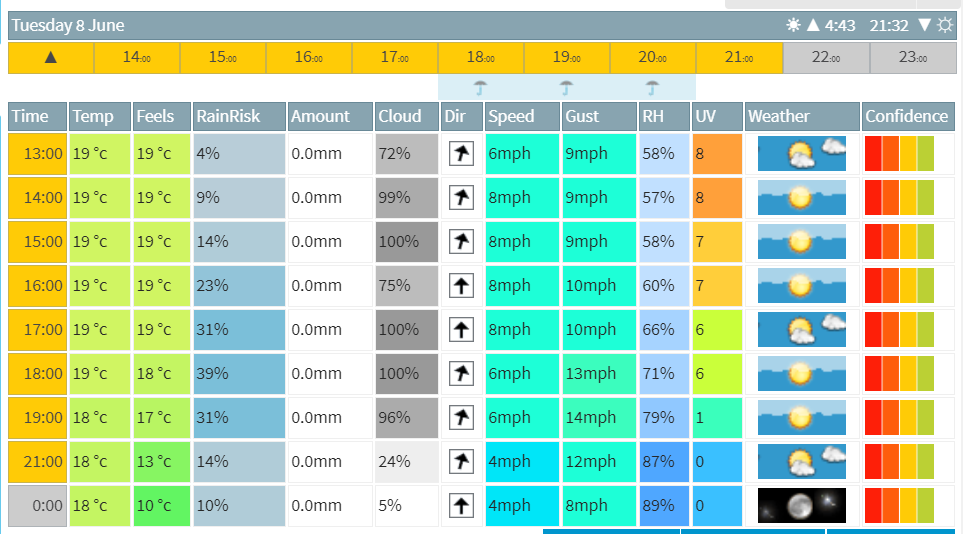 Tuesday 8 June 4:43 21:32
14:00 15:00 16:00 17:00 18:00 19:00 20:00 21:00 22:00 23:00
Time Temp Feels RainRisk Amount Cloud Dir Speed Gust RH UV Weather Confidence
13:00 19 °c 19 °c 4% 0.0mm 72% 6mph 9mph 58% 8
14:00 19 °c 19 °c 9% 0.0mm 99% 8mph 9mph 57% 8
15:00 19 °c 19 °c 14% 0.0mm 100% 8mph 9mph 58% 7
16:00 19 °c 19 °c 23% 0.0mm 75% 8mph 10mph 60% 7
17:00 19 °c 19 °c 31% 0.0mm 100% 8mph 10mph 66% 6
18:00 19 °c 18 °c 39% 0.0mm 100% 6mph 13mph 71% 6
19:00 18 °c 17 °c 31% 0.0mm 96% 6mph 14mph 79% 1
21:00 18 °c 13 °c 14% 0.0mm 24% 4mph 12mph 87% 0
0:00 18 °c 10 °c 10% 0.0mm 5% 4mph 8mph 89% 0